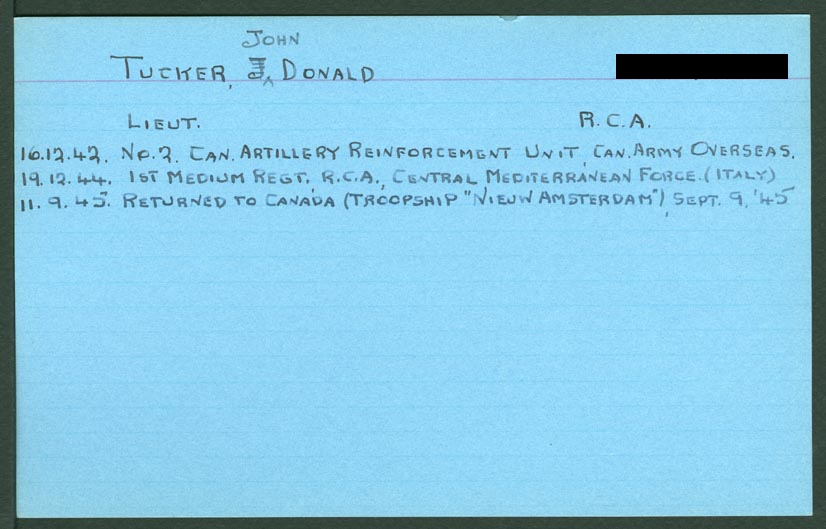 JOHN
TUCKER, J. DONALD
LIEUT. R.C.A.
16.12.42. NO.2. CAN. ARTILLERY REINFORCEMENT UNIT, CAN. ARMY OVERSEAS.
19.12.44. 1ST MEDIUM REGT., R.C.A., CENTRAL MEDITERRANEAN FORCE. (ITALY)
11.9.45. RETURNED TO CANADA (TROOPSHIP "NIEUW AMSTERDAM"), SEPT. 9, '45